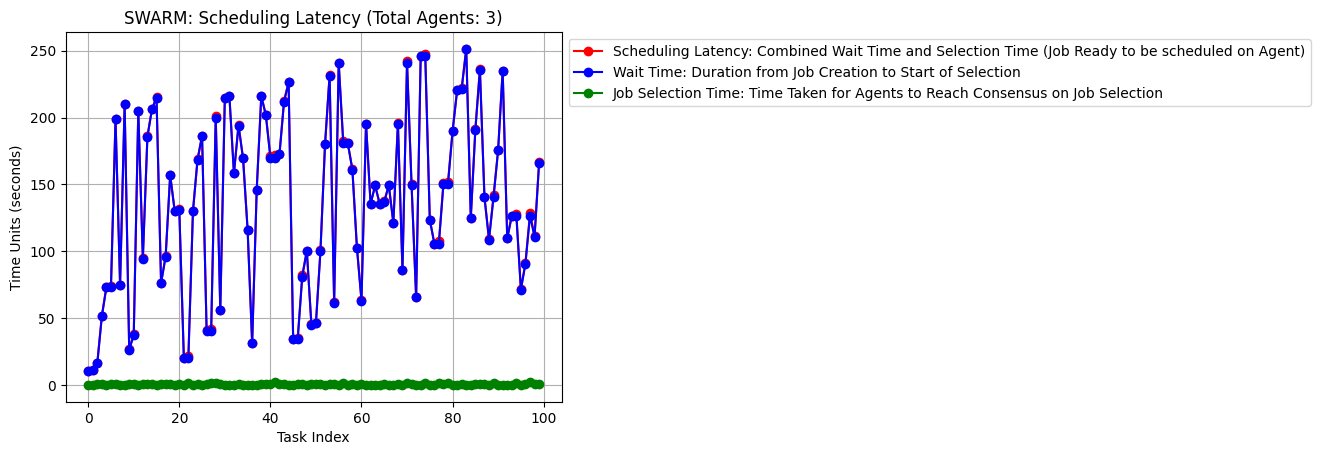 SWARM: Scheduling Latency (Total Agents: 3)
Scheduling Latency: Combined Wait Time and Selection Time (Job Ready to be scheduled on Agent)
Wait Time: Duration from Job Creation to Start of Selection
Job Selection Time: Time Taken for Agents to Reach Consensus on Job Selection
Time Units (seconds)
250
200
150
100
50
0
0 20 40 60 80 100
Task Index